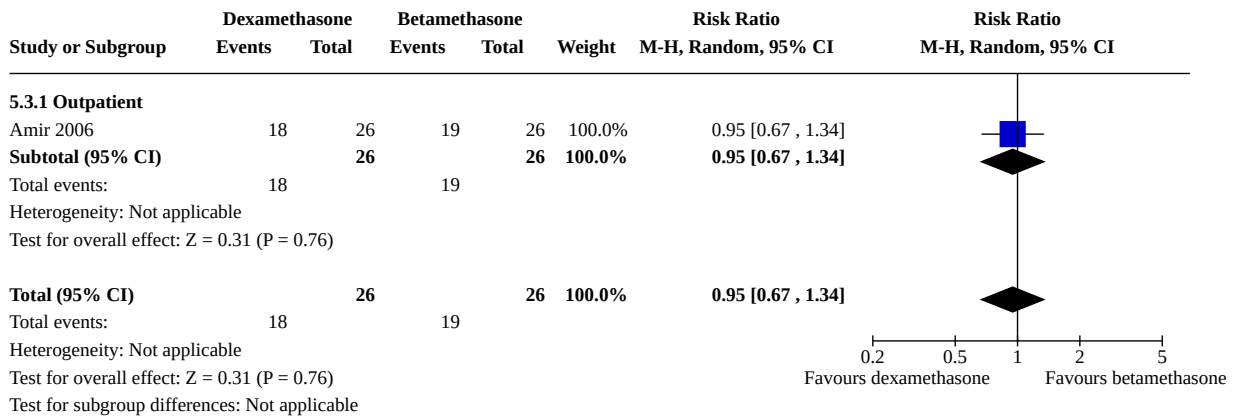 Dexamethasone Betamethasone Risk Ratio Risk Ratio
Study or Subgroup Events Total Events Total Weight M-H, Random, 95% CI M-H, Random, 95% CI
5.3.1 Outpatient
Amir 2006 18 26 19 26 100.0% 0.95 [0.67 , 1.34]
Subtotal (95% CI) 26 26 100.0% 0.95 [0.67 , 1.34]
Total events: 18 19
Heterogeneity: Not applicable
Test for overall effect: Z = 0.31 (P = 0.76)
Total (95% CI) 26 26 100.0% 0.95 [0.67 , 1.34]
Total events: 18 19
Heterogeneity: Not applicable
0.2 0.5 1 2 5
Test for overall effect: Z = 0.31 (P = 0.76) Favours dexamethasone Favours betamethasone
Test for subgroup differences: Not applicable